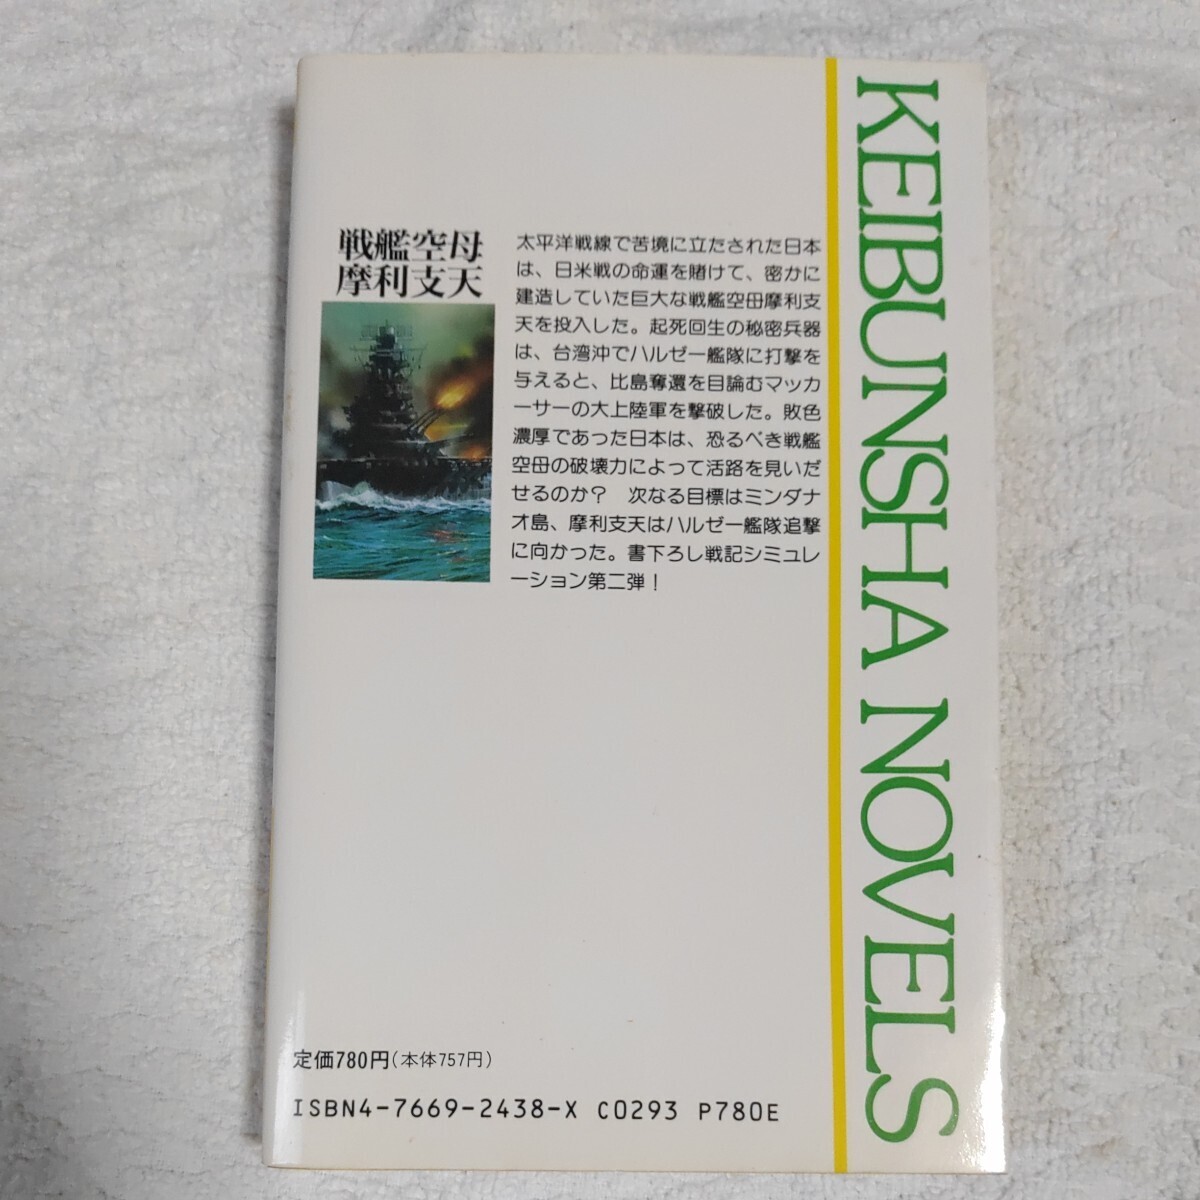 戦艦空母
摩利支天
太平洋戦線で苦境に立たされた日本
は、日米戦の命運を賭けて、密かに
建造していた巨大な戦艦空母摩利支
天を投入した。起死回生の秘密兵器
は、台湾沖でハルゼー艦隊に打撃を
与えると、比島奪還を目論むマッカ
ーサーの大上陸軍を撃破した。敗色
濃厚であった日本は、恐るべき戦艦
空母の破壊力によって活路を見いだ
せるのか？　次なる目標はミンダナ
オ島、摩利支天はハルゼー艦隊追撃
に向かった。書下ろし戦記シミュレ
ーション第二弾！
KEIBUNSHA NOVELS
定価780円（本体757円）
ISBN4-7669-2438-X C0293 P780E